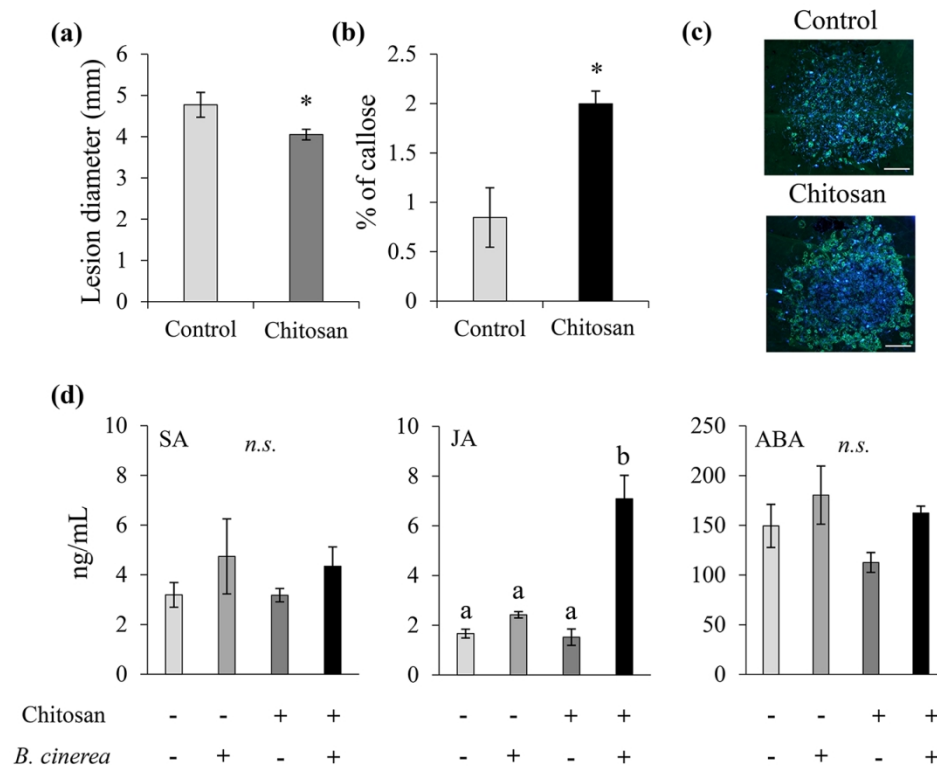 (a)
Lesion diameter (mm)
6
5
4
3
2
1
0
*
Control
Chitosan
(b)
% of callose
2.5
2
1.5
1
0.5
0
*
Control
Chitosan
(c)
Control
Chitosan
(d)
ng/mL
10
8
6
4
2
0
SA
n.s.
10
8
6
4
2
0
JA
a
a
a
b
250
200
150
100
50
0
ABA
n.s.
Chitosan - - + + - - + + - - + +
B. cinerea - + - + - + - + - + - +